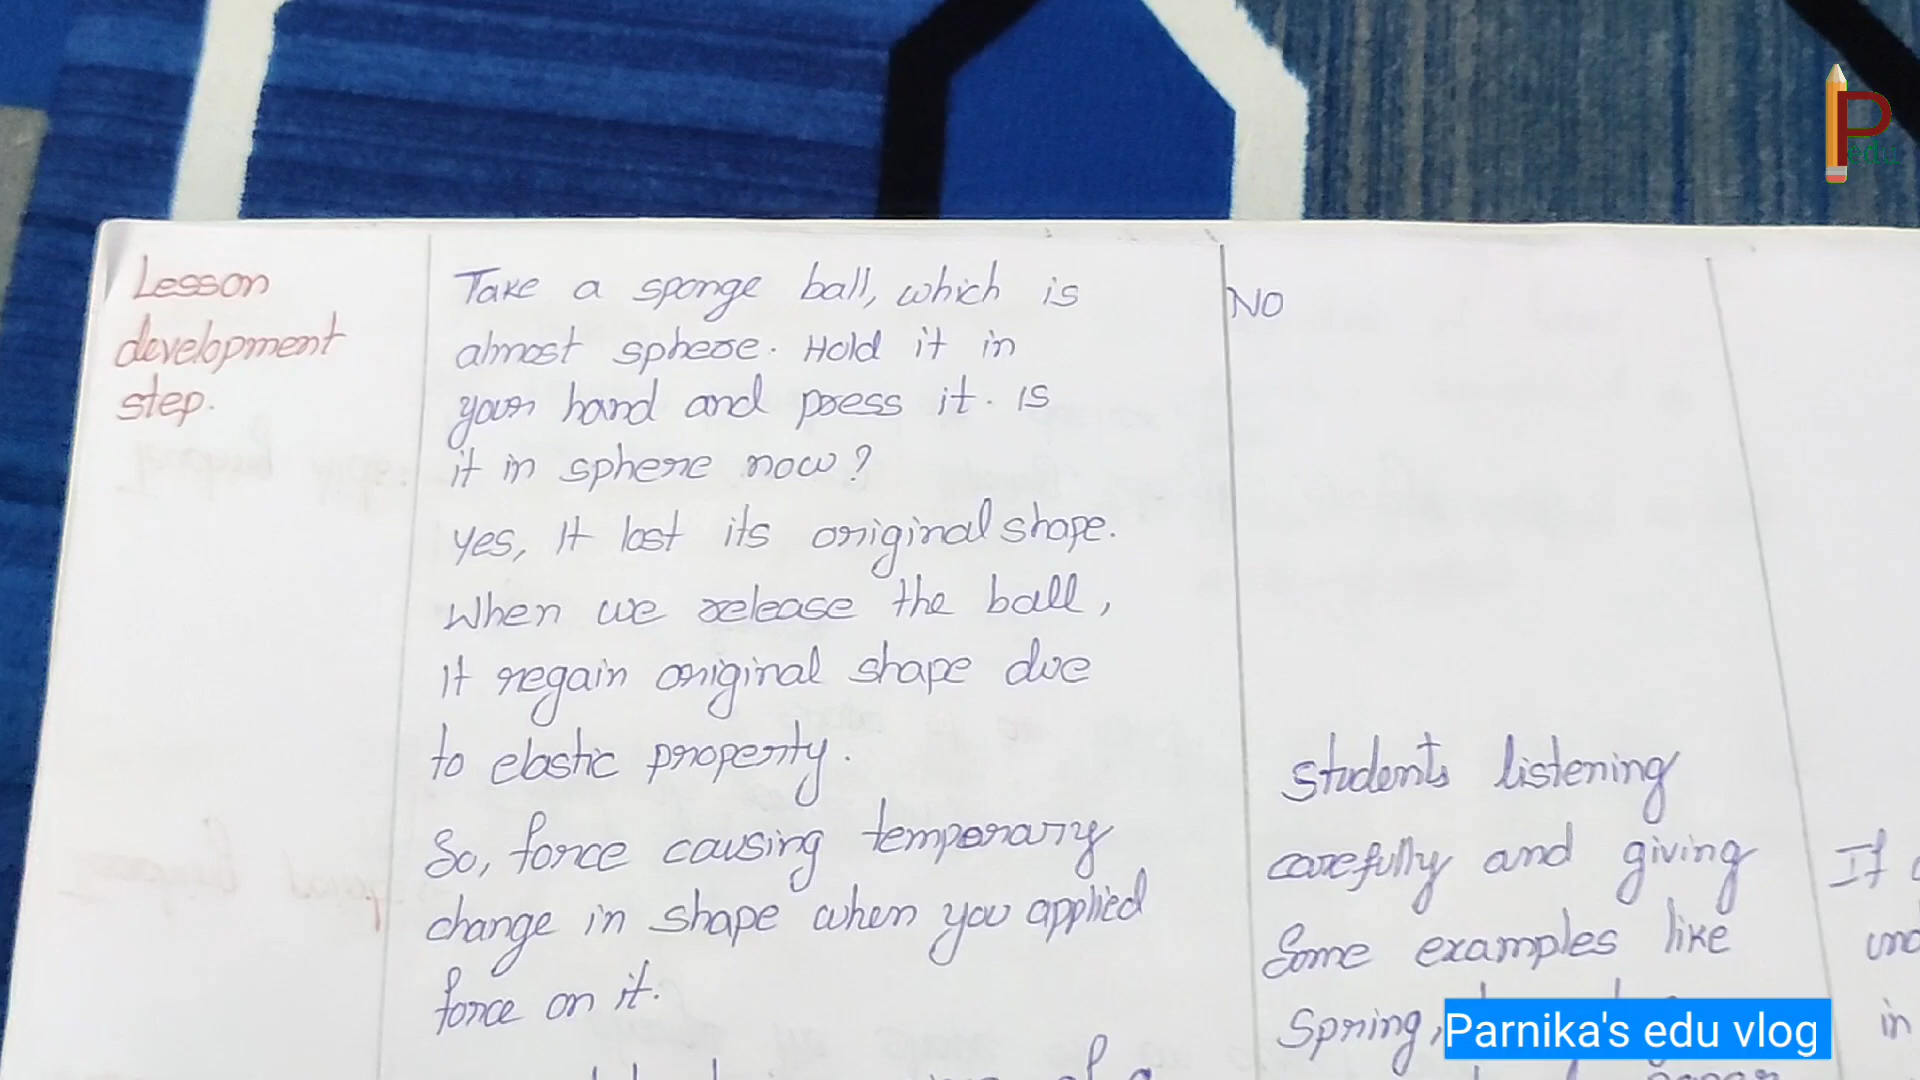 P
edu
Lesson
development
step.
Take a sponge ball, which is
almost sphere. Hold it in
your hand and press it. Is
it in sphere now?
Yes, It lost its original shape.
When we release the ball,
It regain original shape due
to elastic property.
So, force causing temporary
change in shape when you applied
force on it.
NO
Students listening
carefully and giving
Some examples like
Spring,
If
in
Parnika's edu vlog